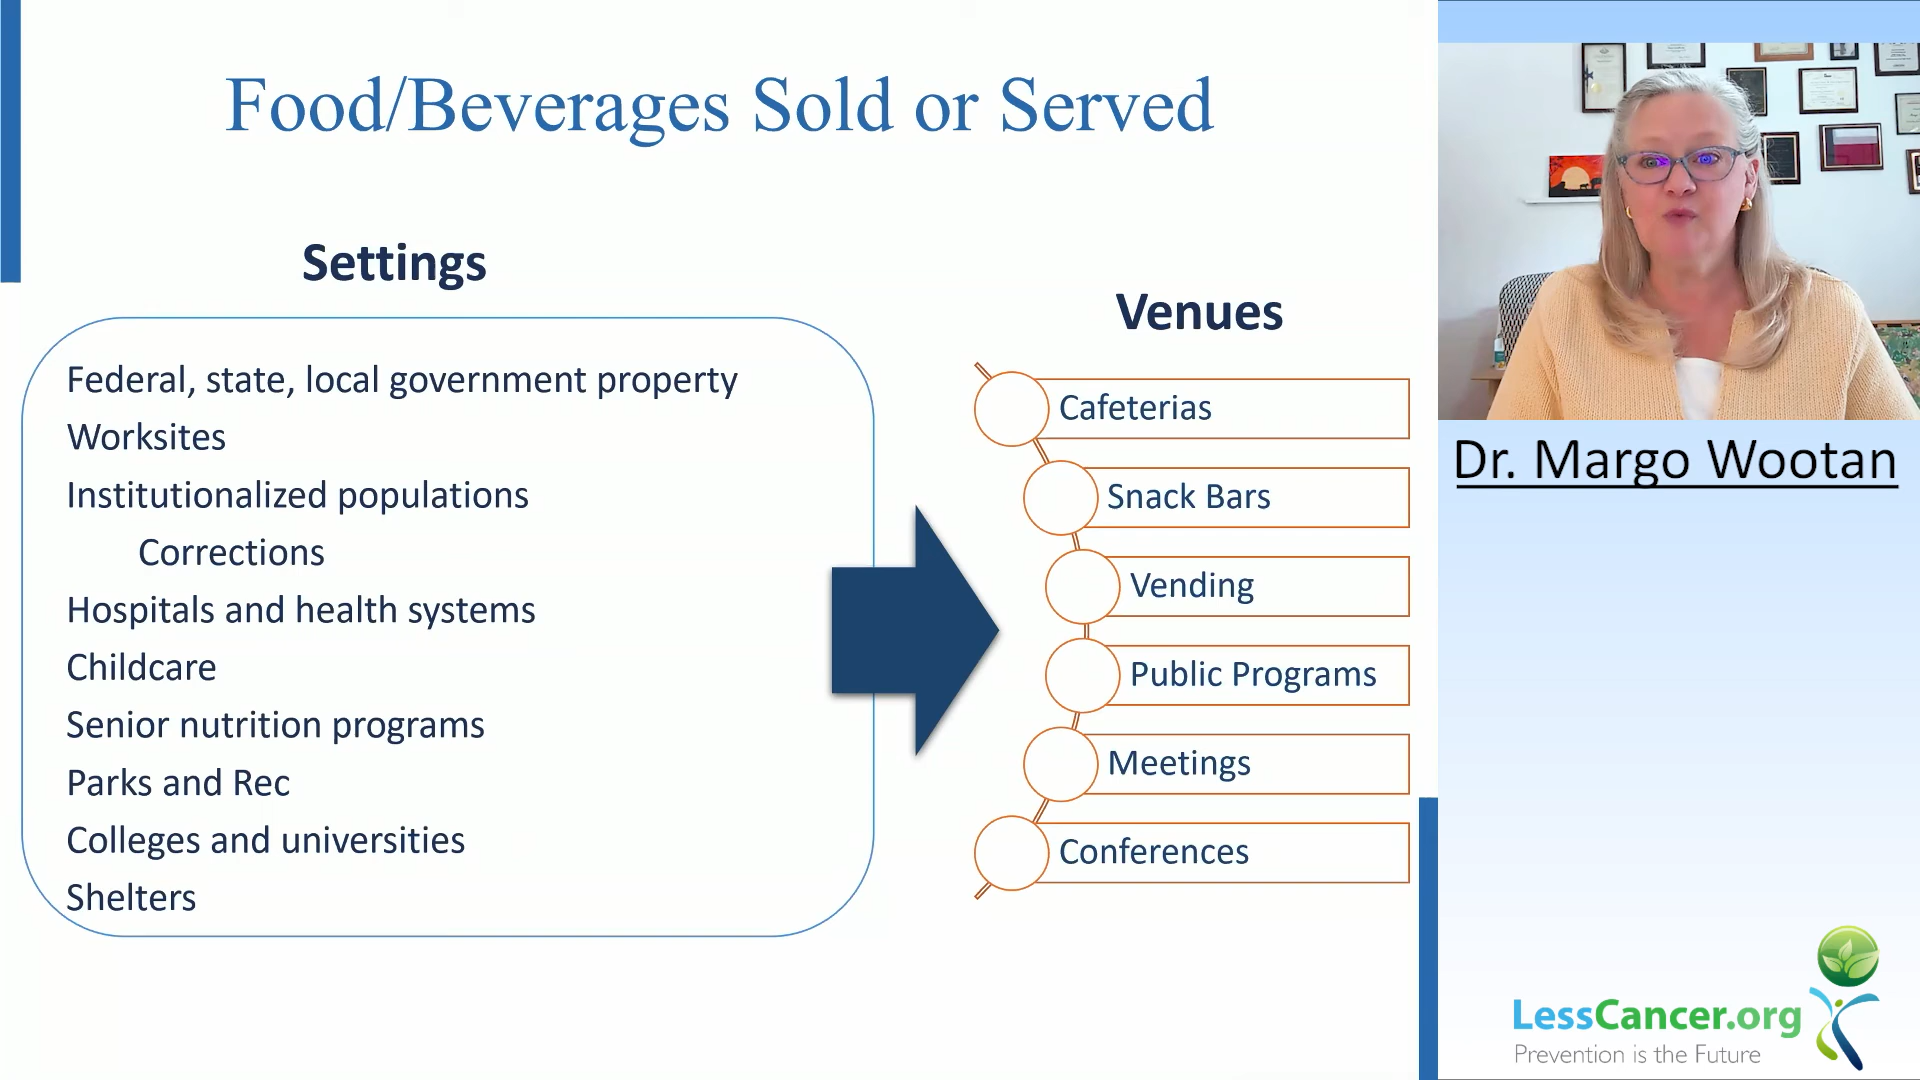 Food/Beverages Sold or Served
Settings
Federal, state, local government property
Worksites
Institutionalized populations
Corrections
Hospitals and health systems
Childcare
Senior nutrition programs
Parks and Rec
Colleges and universities
Shelters
Venues
Cafeterias
Snack Bars
Vending
Public Programs
Meetings
Conferences
Dr. Margo Wootan
LessCancer.org
Prevention is the Future